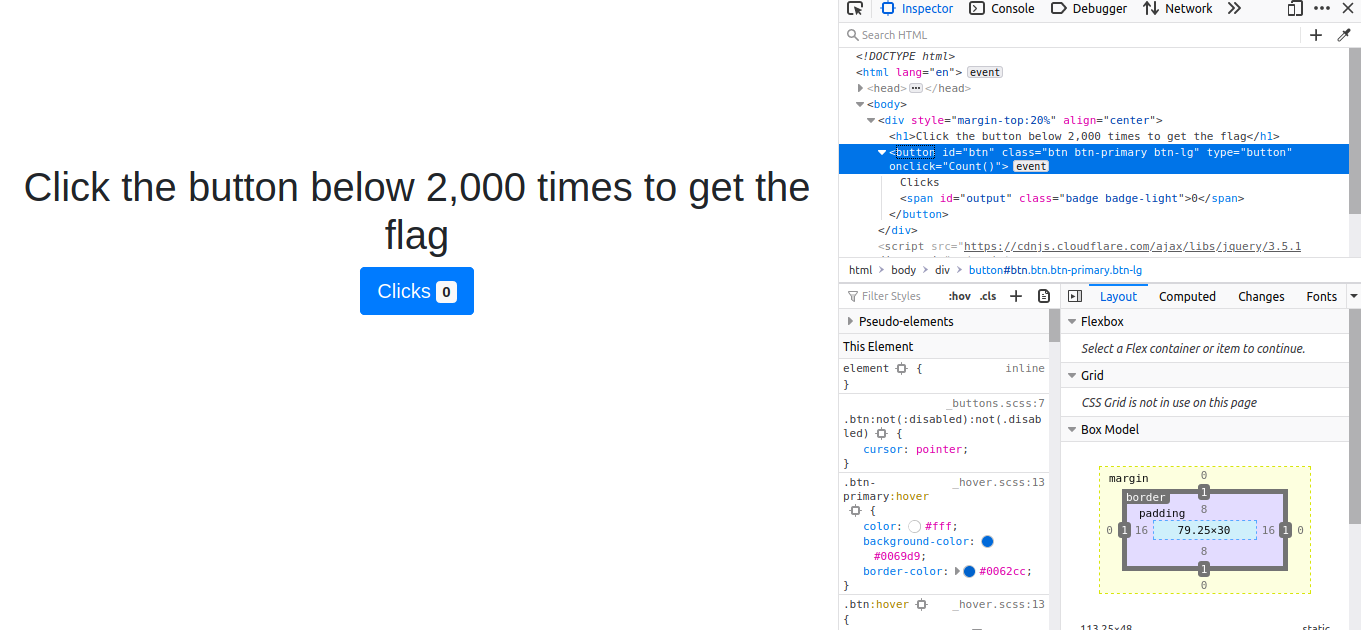 Click the button below 2,000 times to get the
flag
Clicks 0
Inspector Console Debugger Network
Search HTML
<!DOCTYPE html>
<html lang="en"> event
<head> </head>
<body>
<div style="margin-top:20%" align="center">
<h1>Click the button below 2,000 times to get the flag</h1>
<button id="btn" class="btn btn-primary btn-lg" type="button"
onclick="Count()"> event
Clicks
<span id="output" class="badge badge-light">0</span>
</button>
</div>
<script src="https://cdnjs.cloudflare.com/ajax/libs/jquery/3.5.1
html > body > div > button#btn.btn.btn-primary.btn-lg
Filter Styles :hov .cls
Pseudo-elements
This Element
element { inline
}
_buttons.scss:7
.btn:not(:disabled):not(.disab
led) {
cursor: pointer;
}
.btn- _hover.scss:13
primary:hover
{
color: #fff;
background-color:
#0069d9;
border-color: #0062cc;
}
.btn:hover _hover.scss:13
{
Layout Computed Changes Fonts
Flexbox
Select a Flex container or item to continue.
Grid
CSS Grid is not in use on this page
Box Model
margin 0
border 1
padding 8
0 1 16 79.25×30 16 1 0
8
1
0
113.25×48 static